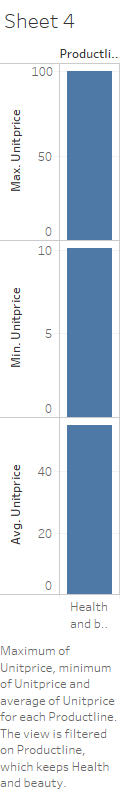 Sheet 4
Productli..
100
Max. Unitprice
50
0
10
Min. Unitprice
5
0
Avg. Unitprice
40
20
0
Health
and b..
Maximum of
Unitprice, minimum
of Unitprice and
average of Unitprice
for each Productline.
The view is filtered
on Productline,
which keeps Health
and beauty.